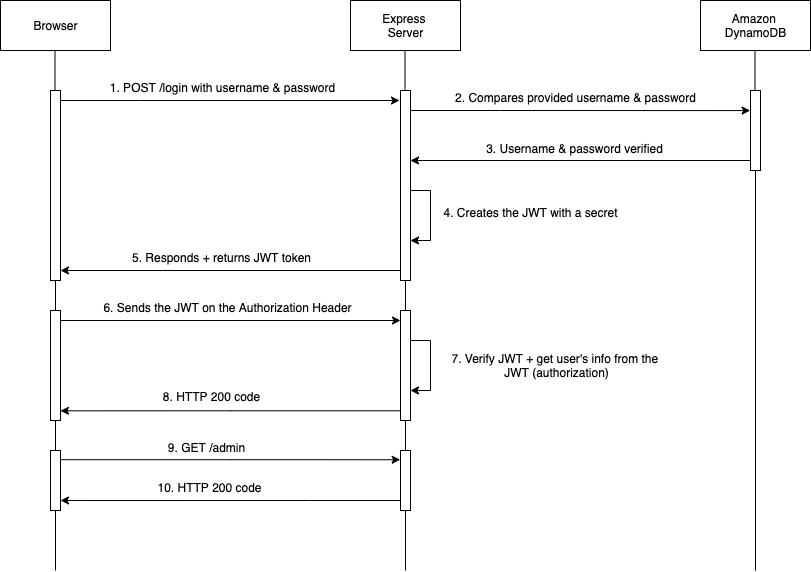 Browser
Express
Server
Amazon
DynamoDB
1. POST /login with username & password
2. Compares provided username & password
3. Username & password verified
4. Creates the JWT with a secret
5. Responds + returns JWT token
6. Sends the JWT on the Authorization Header
7. Verify JWT + get user's info from the
JWT (authorization)
8. HTTP 200 code
9. GET /admin
10. HTTP 200 code